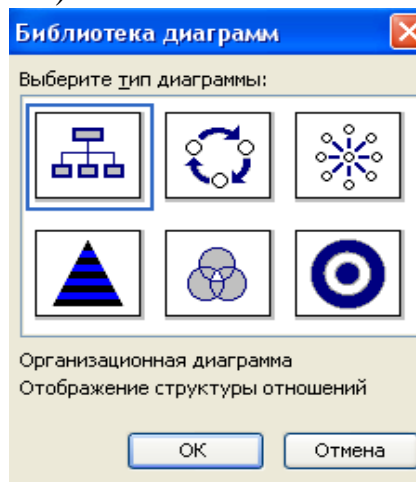 Библиотека диаграмм
Выберите тип диаграммы:
Организационная диаграмма
Отображение структуры отношений
ОК
Отмена